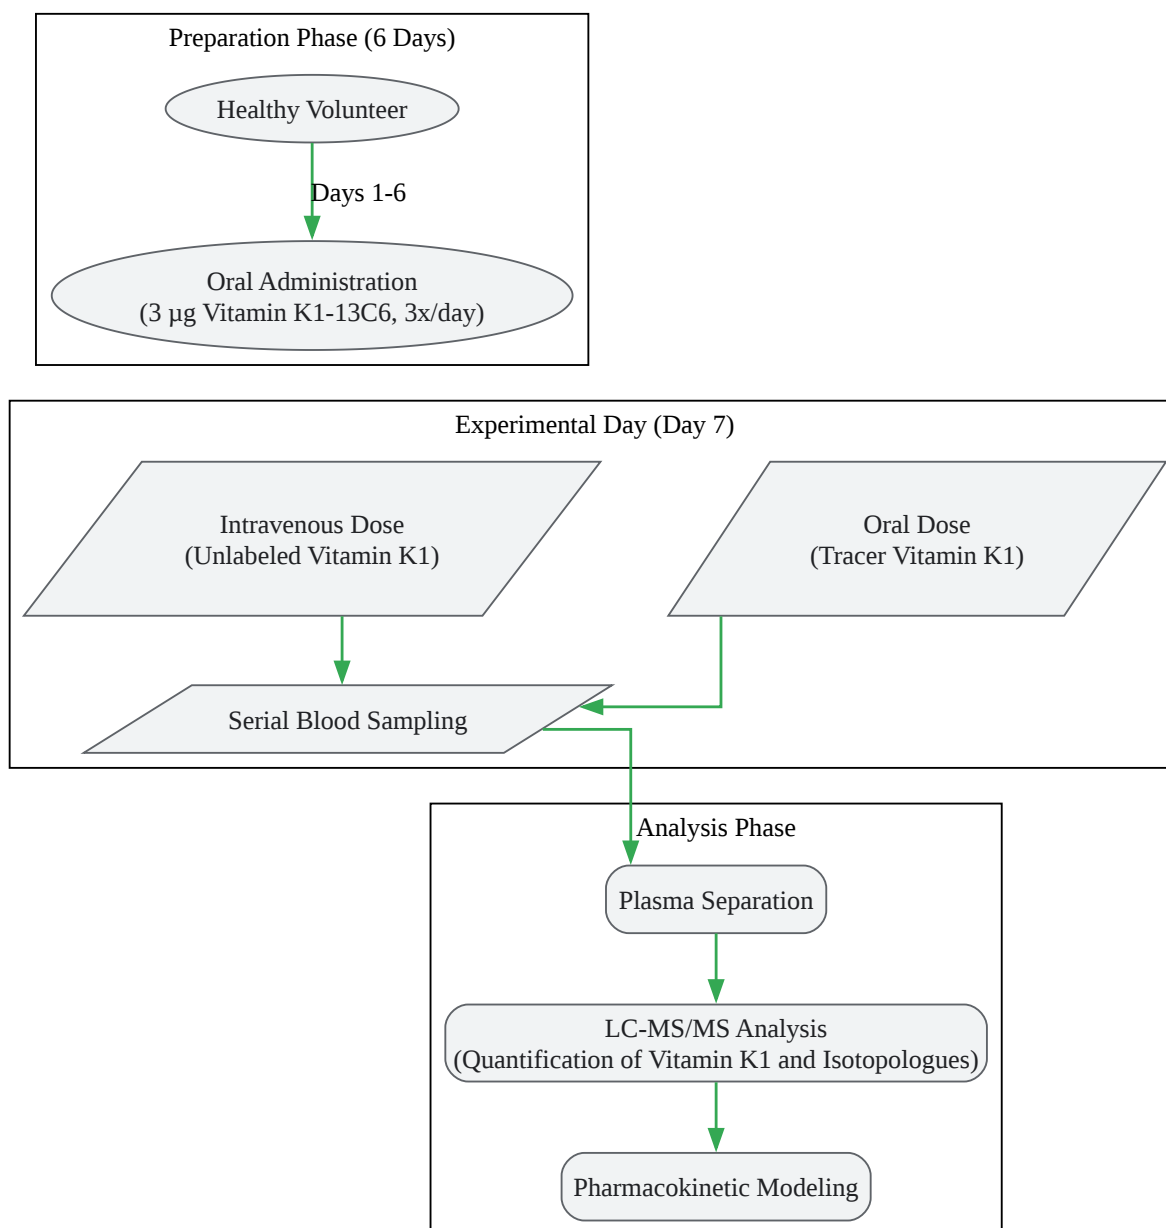 Preparation Phase (6 Days)
Healthy Volunteer
Days 1-6
Oral Administration
(3 µg Vitamin K1-13C6, 3x/day)
Experimental Day (Day 7)
Intravenous Dose
(Unlabeled Vitamin K1)
Oral Dose
(Tracer Vitamin K1)
Serial Blood Sampling
Analysis Phase
Plasma Separation
LC-MS/MS Analysis
(Quantification of Vitamin K1 and Isotopologues)
Pharmacokinetic Modeling